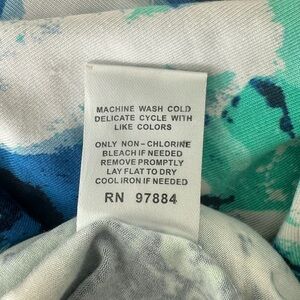 MACHINE WASH COLD
DELICATE CYCLE WITH
LIKE COLORS
ONLY NON - CHLORINE
BLEACH IF NEEDED
REMOVE PROMPTLY
LAY FLAT TO DRY
COOL IRON IF NEEDED
RN 97884